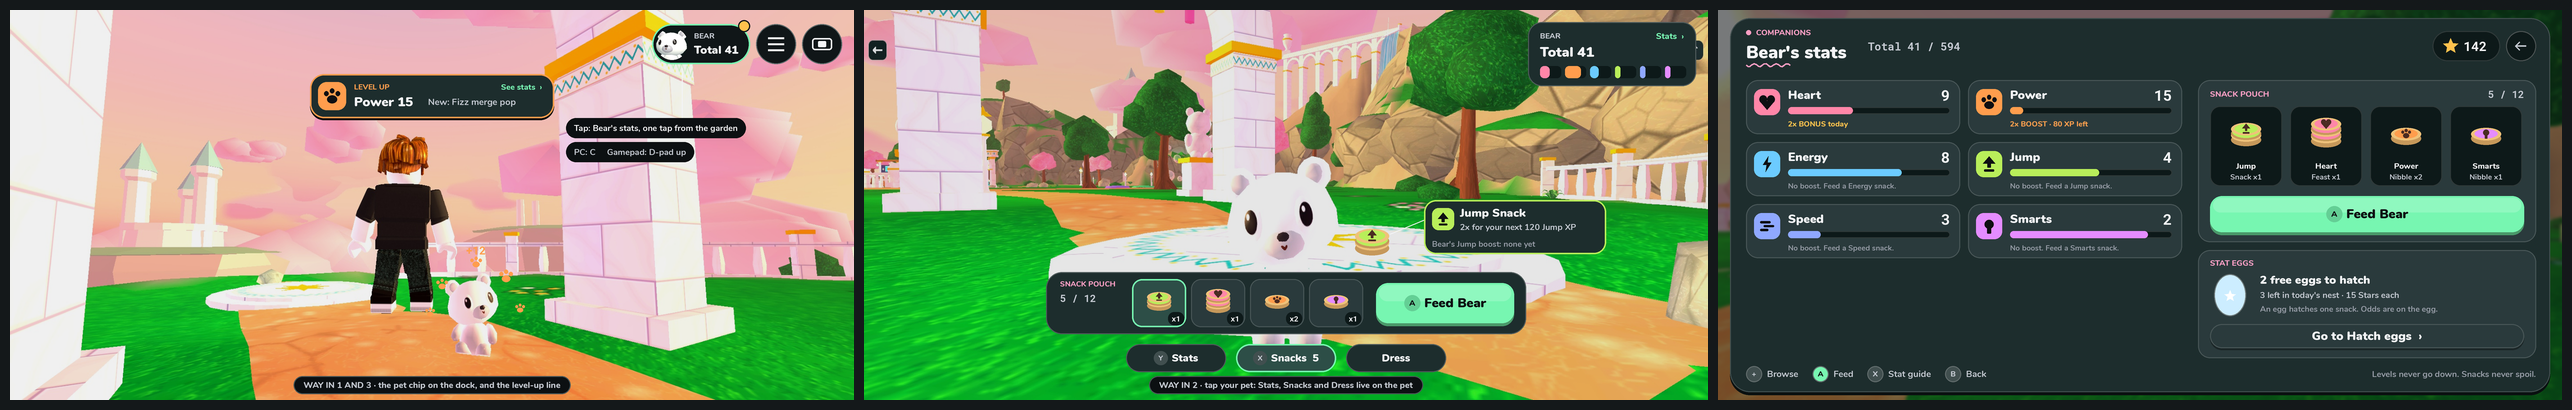 BEAR
Total 41
LEVEL UP
See stats ›
Power 15
New: Fizz merge pop
Tap: Bear's stats, one tap from the garden
PC: C Gamepad: D-pad up
WAY IN 1 AND 3 · the pet chip on the dock, and the level-up line
BEAR
Stats ›
Total 41
Jump Snack
2x for your next 120 Jump XP
Bear's Jump boost: none yet
SNACK POUCH
5 / 12
x1
x1
x2
x1
A Feed Bear
Y Stats
X Snacks 5
Dress
WAY IN 2 · tap your pet: Stats, Snacks and Dress live on the pet
COMPANIONS
Bear's stats
Total 41 / 594
142
Heart 9
2x BONUS today
Power 15
2x BOOST · 80 XP left
Energy 8
No boost. Feed a Energy snack.
Jump 4
No boost. Feed a Jump snack.
Speed 3
No boost. Feed a Speed snack.
Smarts 2
No boost. Feed a Smarts snack.
SNACK POUCH
5 / 12
Jump
Snack x1
Heart
Feast x1
Power
Nibble x2
Smarts
Nibble x1
A Feed Bear
STAT EGGS
2 free eggs to hatch
3 left in today's nest · 15 Stars each
An egg hatches one snack. Odds are on the egg.
Go to Hatch eggs ›
Browse
A Feed
X Stat guide
B Back
Levels never go down. Snacks never spoil.